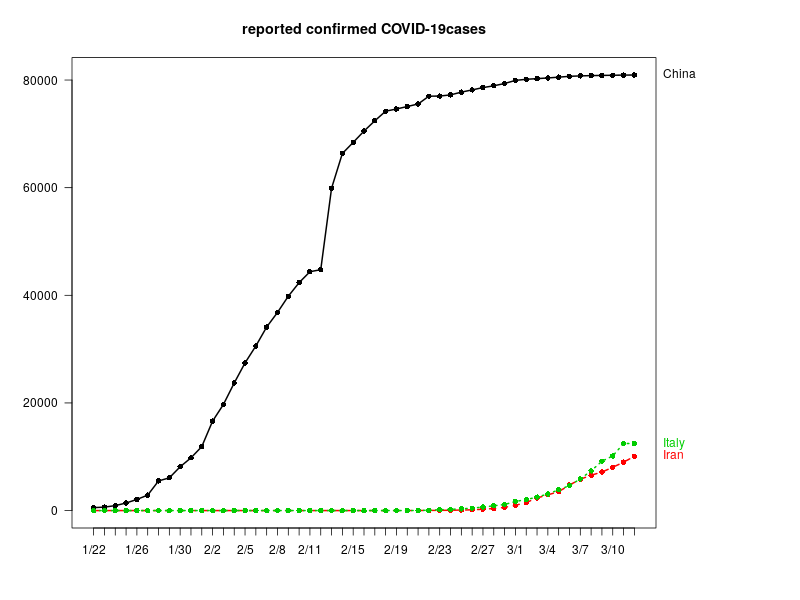 reported confirmed COVID-19cases
80000
60000
40000
20000
0
China
Italy
Iran
1/22 1/26 1/30 2/2 2/5 2/8 2/11 2/15 2/19 2/23 2/27 3/1 3/4 3/7 3/10